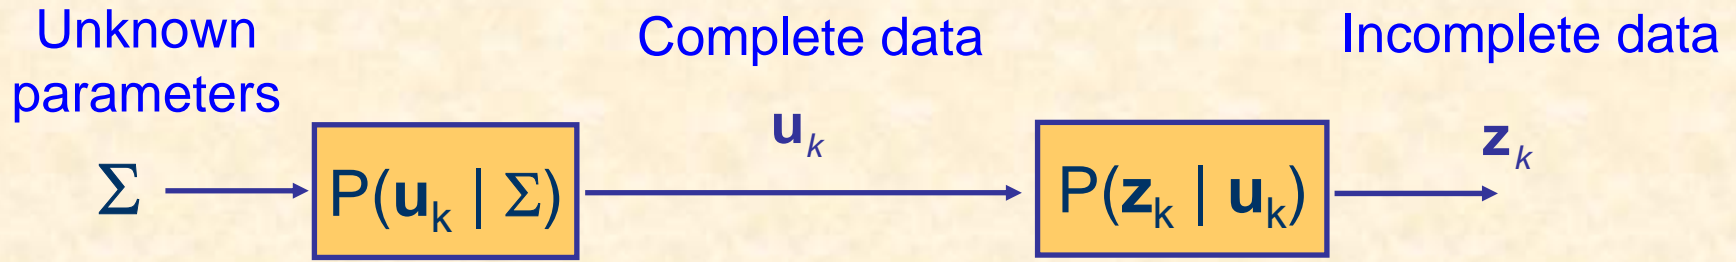 Unknown
parameters
Complete data
Incomplete data
Σ
P(u_k | Σ)
u_k
P(z_k | u_k)
z_k